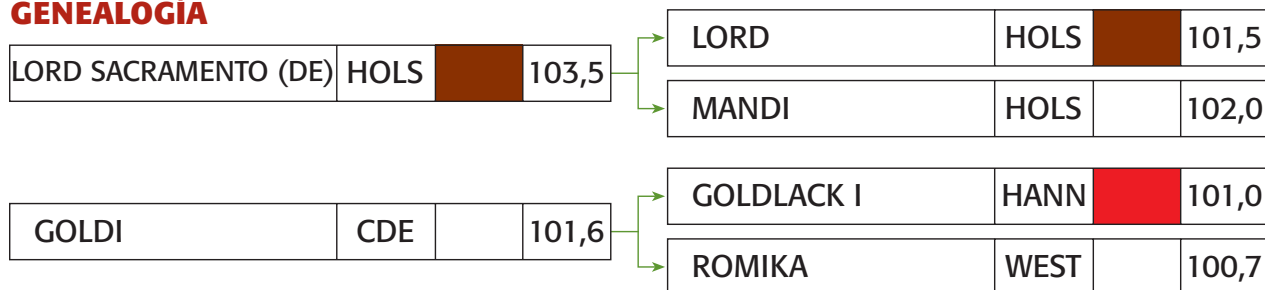 GENEALOGÍA
LORD SACRAMENTO (DE) HOLS 103,5
LORD HOLS 101,5
MANDI HOLS 102,0
GOLDI CDE 101,6
GOLDLACK I HANN 101,0
ROMIKA WEST 100,7